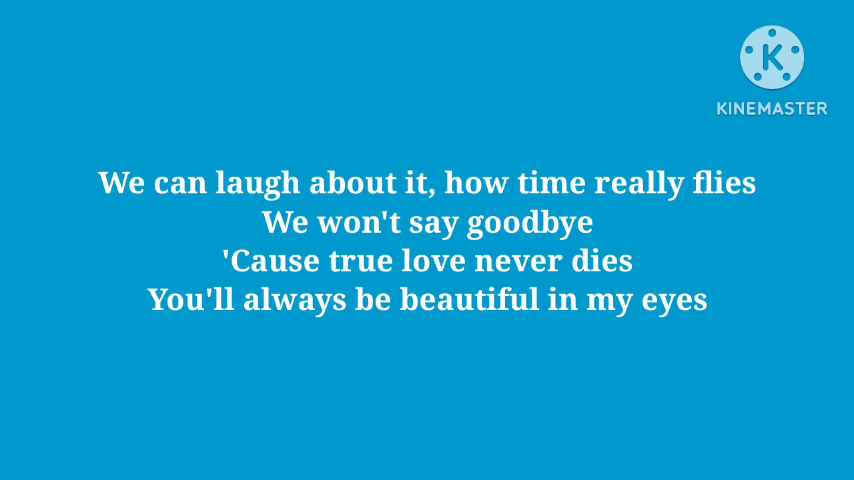 KINEMASTER
We can laugh about it, how time really flies
We won't say goodbye
'Cause true love never dies
You'll always be beautiful in my eyes